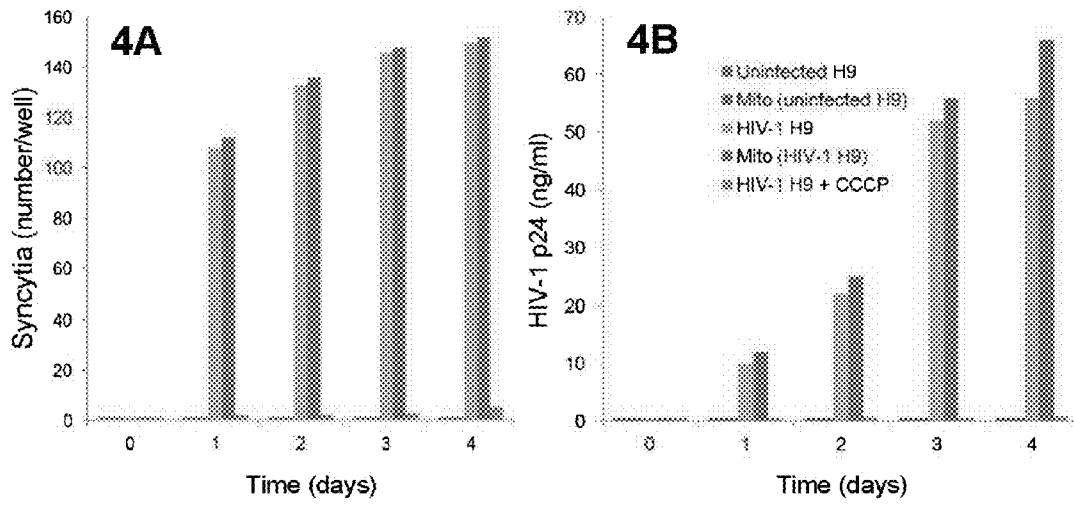 4A
Syncytia (number/well)
160
140
120
100
80
60
40
20
0
0 1 2 3 4
Time (days)
4B
HIV-1 p24 (ng/ml)
70
60
50
40
30
20
10
0
Uninfected H9
Mito (uninfected H9)
HIV-1 H9
Mito (HIV-1 H9)
HIV-1 H9 + CCCP
0 1 2 3 4
Time (days)